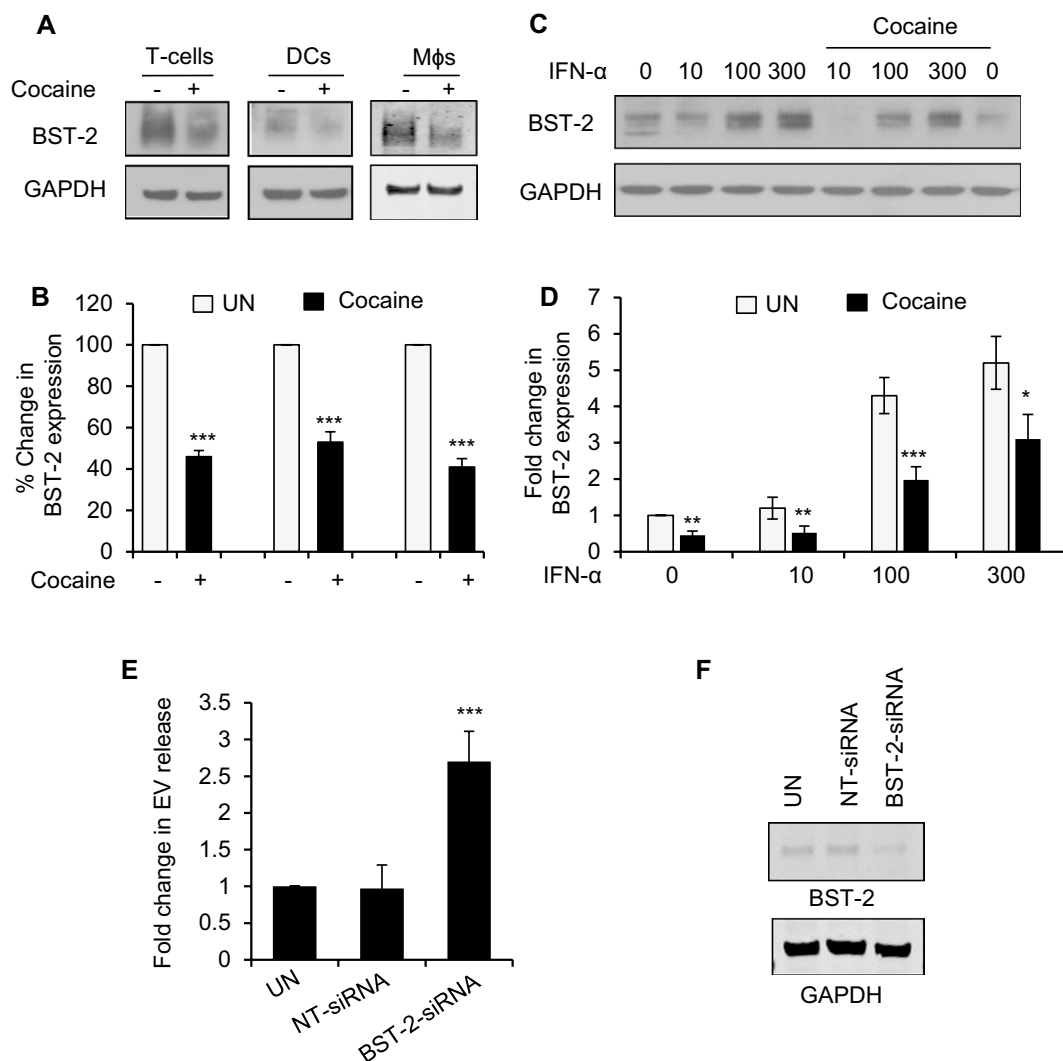 A
T-cells DCs Mϕs
Cocaine - + - + - +
BST-2
GAPDH
C
Cocaine
IFN-α 0 10 100 300 10 100 300 0
BST-2
GAPDH
B
UN Cocaine
% Change in
BST-2 expression
120
100
80
60
40
20
0
*** *** ***
Cocaine - + - + - +
D
UN Cocaine
Fold change in
BST-2 expression
7
6
5
4
3
2
1
0
** ** *** *
IFN-α 0 10 100 300
E
Fold change in EV release
3.5
3
2.5
2
1.5
1
0.5
0
***
UN
NT-siRNA
BST-2-siRNA
F
UN
NT-siRNA
BST-2-siRNA
BST-2
GAPDH